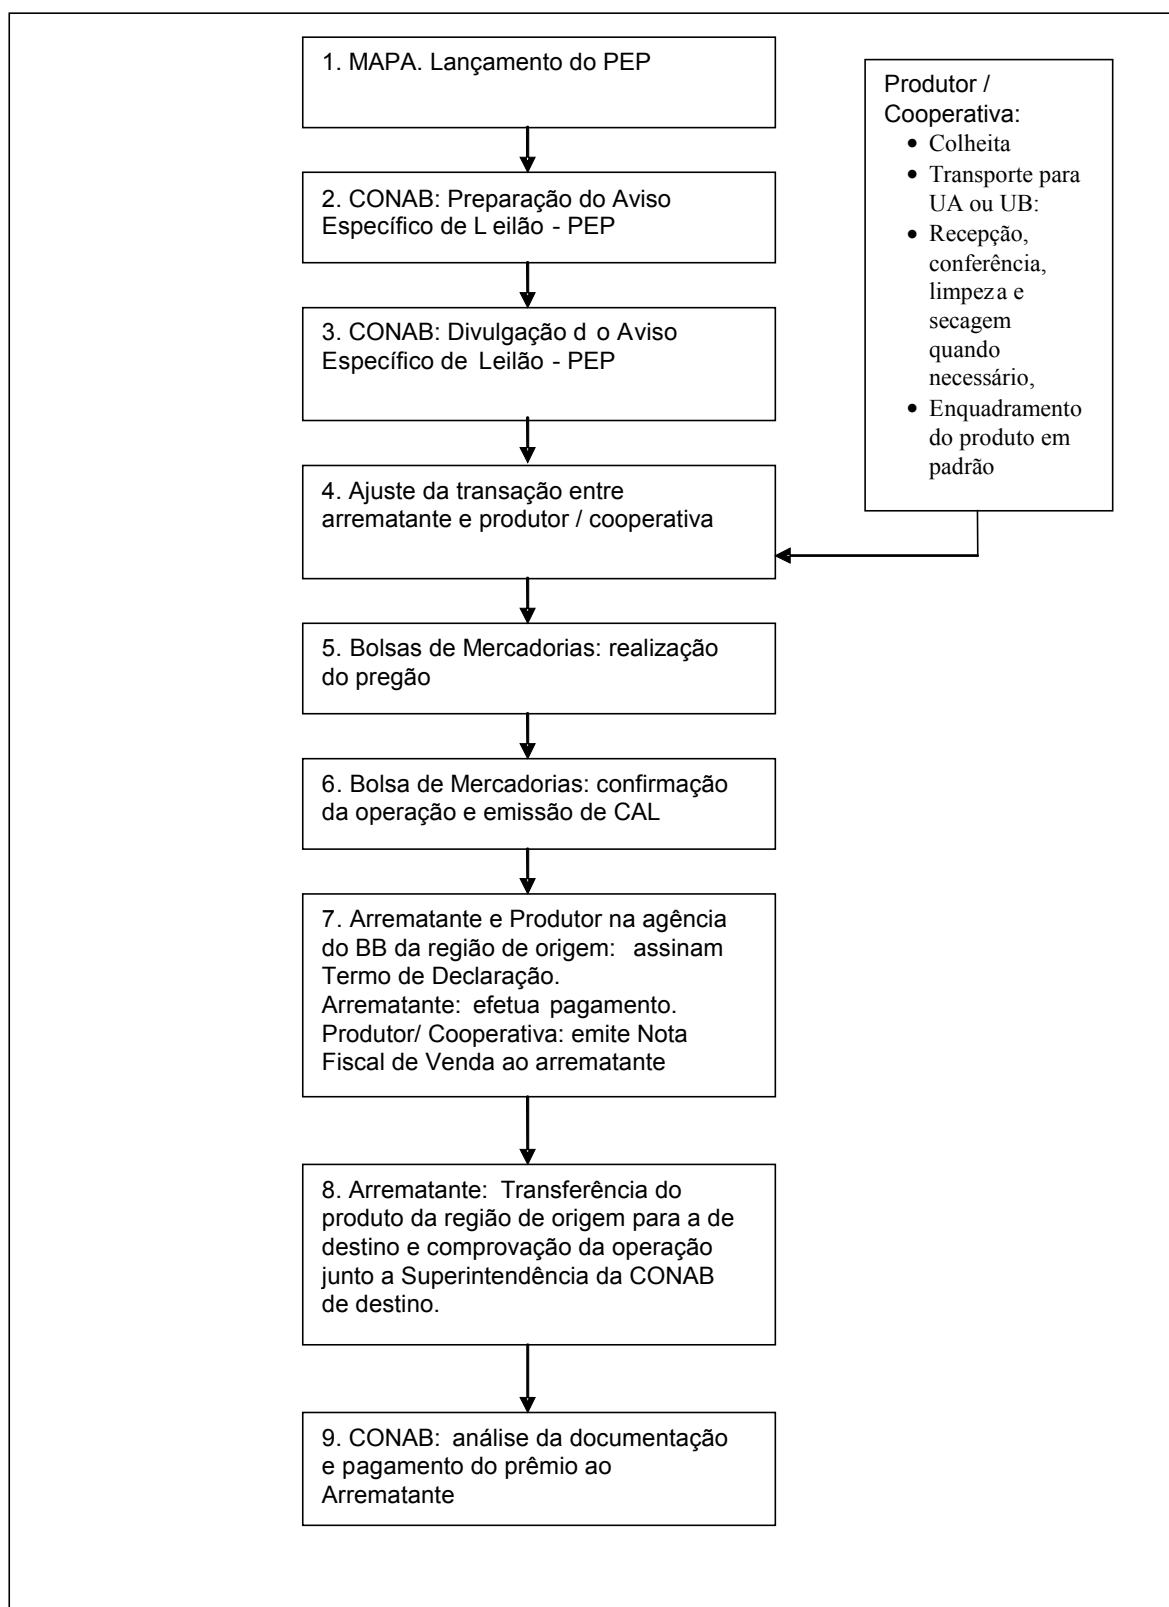 1. MAPA. Lançamento do PEP
2. CONAB: Preparação do Aviso
Específico de L eilão - PEP
3. CONAB: Divulgação d o Aviso
Específico de Leilão - PEP
4. Ajuste da transação entre
arrematante e produtor / cooperativa
Produtor /
Cooperativa:
• Colheita
• Transporte para
UA ou UB:
• Recepção,
conferência,
limpeza e
secagem
quando
necessário,
• Enquadramento
do produto em
padrão
5. Bolsas de Mercadorias: realização
do pregão
6. Bolsa de Mercadorias: confirmação
da operação e emissão de CAL
7. Arrematante e Produtor na agência
do BB da região de origem: assinam
Termo de Declaração.
Arrematante: efetua pagamento.
Produtor/ Cooperativa: emite Nota
Fiscal de Venda ao arrematante
8. Arrematante: Transferência do
produto da região de origem para a de
destino e comprovação da operação
junto a Superintendência da CONAB
de destino.
9. CONAB: análise da documentação
e pagamento do prêmio ao
Arrematante